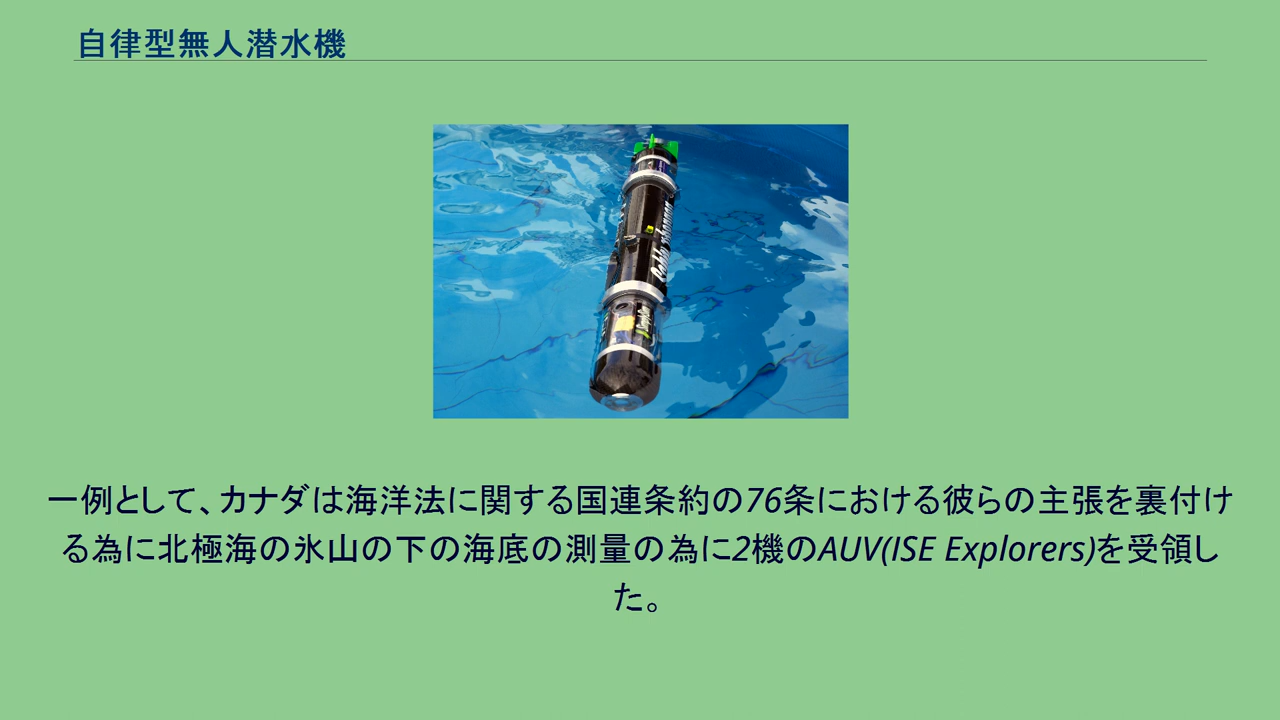 自律型無人潜水機
一例として、カナダは海洋法に関する国連条約の76条における彼らの主張を裏付け
る為に北極海の氷山の下の海底の測量の為に2機のAUV(ISE Explorers)を受領し
た。